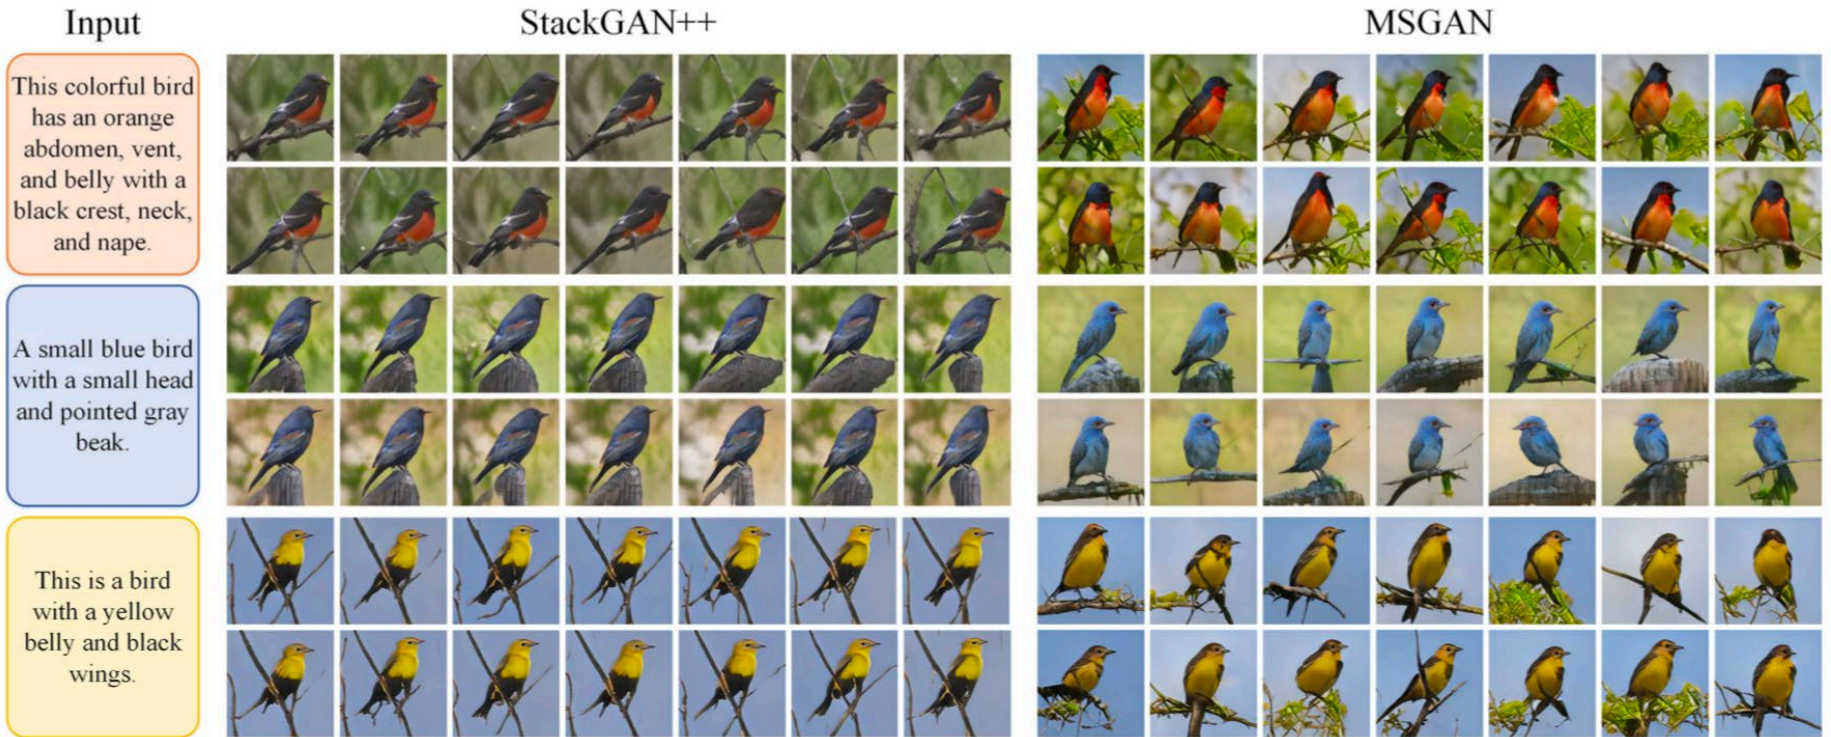 Input
StackGAN++
MSGAN
This colorful bird
has an orange
abdomen, vent,
and belly with a
black crest, neck,
and nape.
A small blue bird
with a small head
and pointed gray
beak.
This is a bird
with a yellow
belly and black
wings.